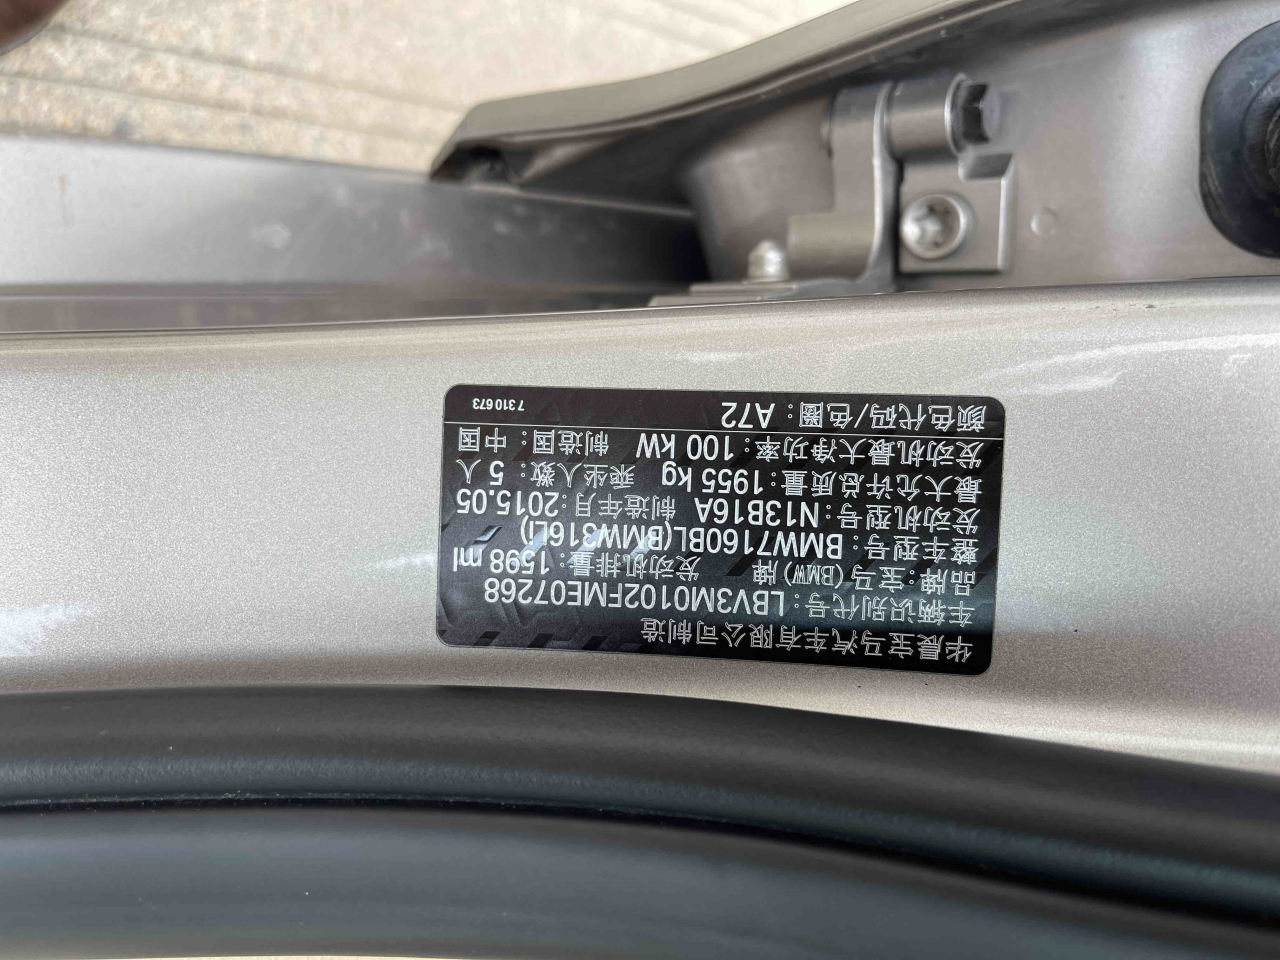 华晨宝马汽车有限公司制造
车辆识别代号：LBV3M0102FME07268
品牌：宝马(BMW)牌 发动机排量：1598 ml
整车型号：BMW7160BL(BMW316Li)
发动机型号：N13B16A 制造年月：2015.05
最大允许总质量：1955 kg 乘坐人数：5 人
发动机最大净功率：100 kW 制造国：中国
颜色代码/色圈：A72 7310673